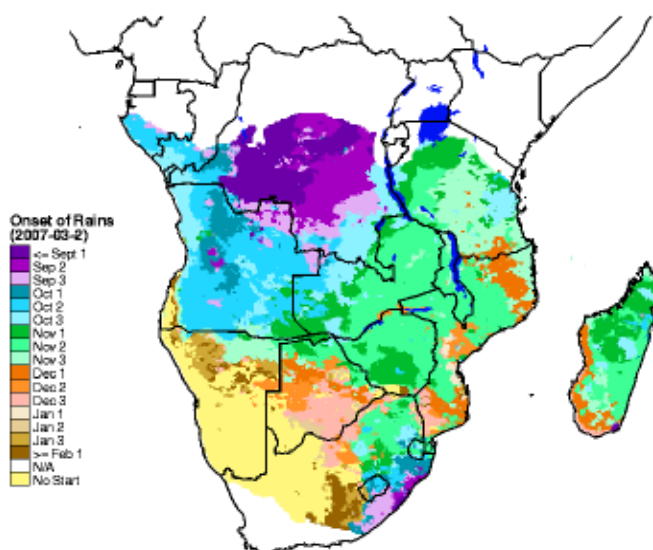 Onset of Rains
(2007-03-2)
<= Sept 1
Sep 2
Sep 3
Oct 1
Oct 2
Oct 3
Nov 1
Nov 2
Nov 3
Dec 1
Dec 2
Dec 3
Jan 1
Jan 2
Jan 3
>= Feb 1
N/A
No Start